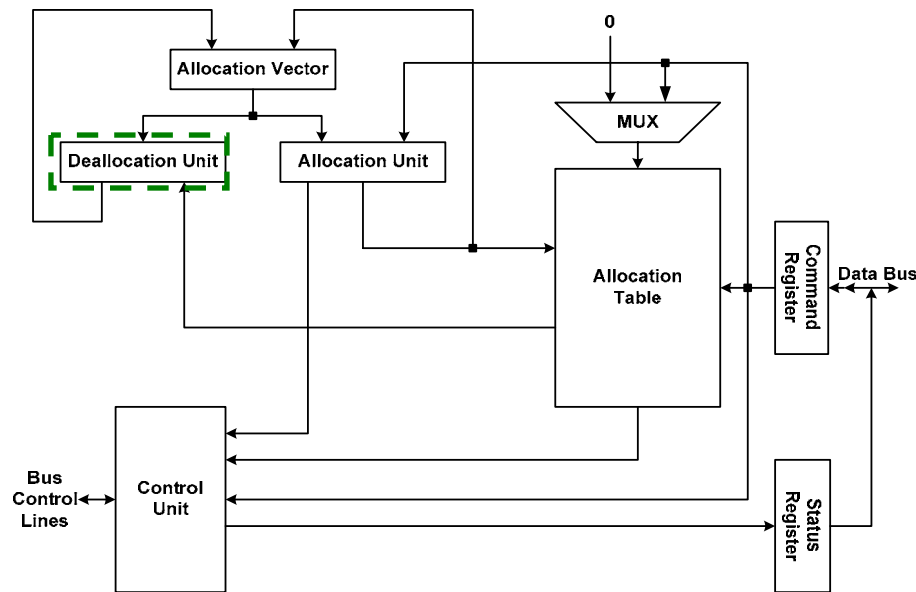 0
Allocation Vector
MUX
Deallocation Unit
Allocation Unit
Allocation
Table
Command
Register
Data Bus
Bus
Control
Lines
Control
Unit
Status
Register